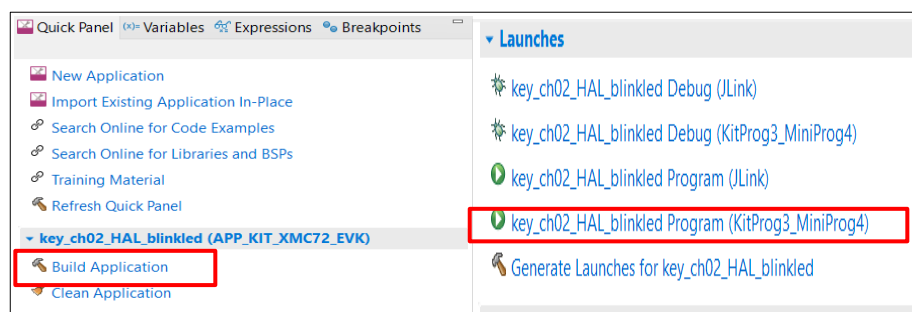 Quick Panel (x)= Variables Expressions Breakpoints
New Application
Import Existing Application In-Place
Search Online for Code Examples
Search Online for Libraries and BSPs
Training Material
Refresh Quick Panel
key_ch02_HAL_blinkled (APP_KIT_XMC72_EVK)
Build Application
Clean Application
Launches
key_ch02_HAL_blinkled Debug (JLink)
key_ch02_HAL_blinkled Debug (KitProg3_MiniProg4)
key_ch02_HAL_blinkled Program (JLink)
key_ch02_HAL_blinkled Program (KitProg3_MiniProg4)
Generate Launches for key_ch02_HAL_blinkled